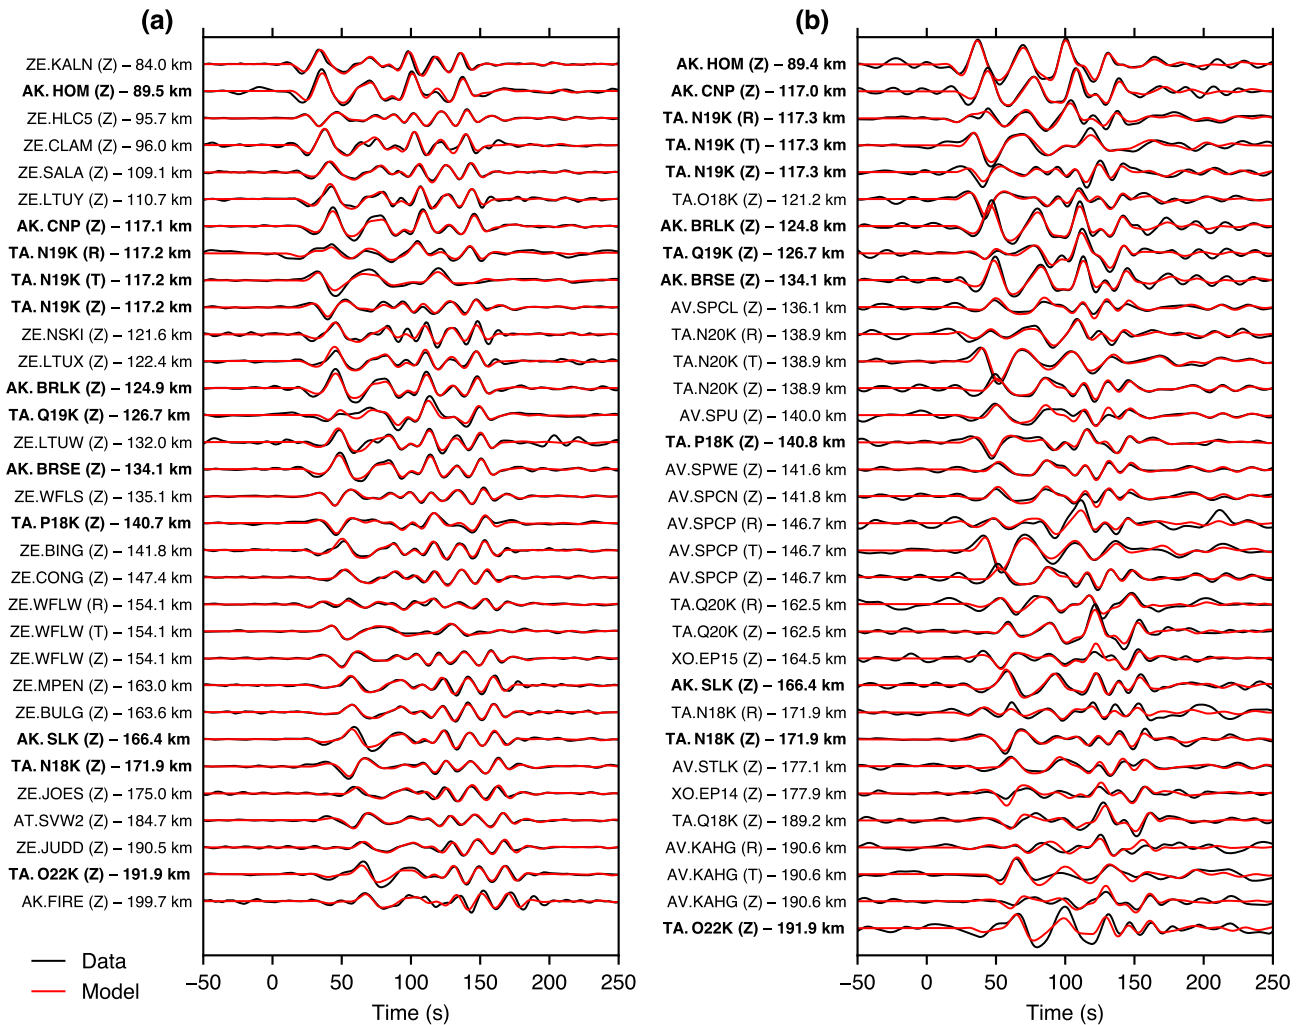 (a)
ZE.KALN (Z) – 84.0 km
AK. HOM (Z) – 89.5 km
ZE.HLC5 (Z) – 95.7 km
ZE.CLAM (Z) – 96.0 km
ZE.SALA (Z) – 109.1 km
ZE.LTUY (Z) – 110.7 km
AK. CNP (Z) – 117.1 km
TA. N19K (R) – 117.2 km
TA. N19K (T) – 117.2 km
TA. N19K (Z) – 117.2 km
ZE.NSKI (Z) – 121.6 km
ZE.LTUX (Z) – 122.4 km
AK. BRLK (Z) – 124.9 km
TA. Q19K (Z) – 126.7 km
ZE.LTUW (Z) – 132.0 km
AK. BRSE (Z) – 134.1 km
ZE.WFLS (Z) – 135.1 km
TA. P18K (Z) – 140.7 km
ZE.BING (Z) – 141.8 km
ZE.CONG (Z) – 147.4 km
ZE.WFLW (R) – 154.1 km
ZE.WFLW (T) – 154.1 km
ZE.WFLW (Z) – 154.1 km
ZE.MPEN (Z) – 163.0 km
ZE.BULG (Z) – 163.6 km
AK. SLK (Z) – 166.4 km
TA. N18K (Z) – 171.9 km
ZE.JOES (Z) – 175.0 km
AT.SVW2 (Z) – 184.7 km
ZE.JUDD (Z) – 190.5 km
TA. O22K (Z) – 191.9 km
AK.FIRE (Z) – 199.7 km
Data
Model
−50 0 50 100 150 200 250
Time (s)
(b)
AK. HOM (Z) – 89.4 km
AK. CNP (Z) – 117.0 km
TA. N19K (R) – 117.3 km
TA. N19K (T) – 117.3 km
TA. N19K (Z) – 117.3 km
TA.O18K (Z) – 121.2 km
AK. BRLK (Z) – 124.8 km
TA. Q19K (Z) – 126.7 km
AK. BRSE (Z) – 134.1 km
AV.SPCL (Z) – 136.1 km
TA.N20K (R) – 138.9 km
TA.N20K (T) – 138.9 km
TA.N20K (Z) – 138.9 km
AV.SPU (Z) – 140.0 km
TA. P18K (Z) – 140.8 km
AV.SPWE (Z) – 141.6 km
AV.SPCN (Z) – 141.8 km
AV.SPCP (R) – 146.7 km
AV.SPCP (T) – 146.7 km
AV.SPCP (Z) – 146.7 km
TA.Q20K (R) – 162.5 km
TA.Q20K (Z) – 162.5 km
XO.EP15 (Z) – 164.5 km
AK. SLK (Z) – 166.4 km
TA.N18K (R) – 171.9 km
TA. N18K (Z) – 171.9 km
AV.STLK (Z) – 177.1 km
XO.EP14 (Z) – 177.9 km
TA.Q18K (Z) – 189.2 km
AV.KAHG (R) – 190.6 km
AV.KAHG (T) – 190.6 km
AV.KAHG (Z) – 190.6 km
TA. O22K (Z) – 191.9 km
−50 0 50 100 150 200 250
Time (s)